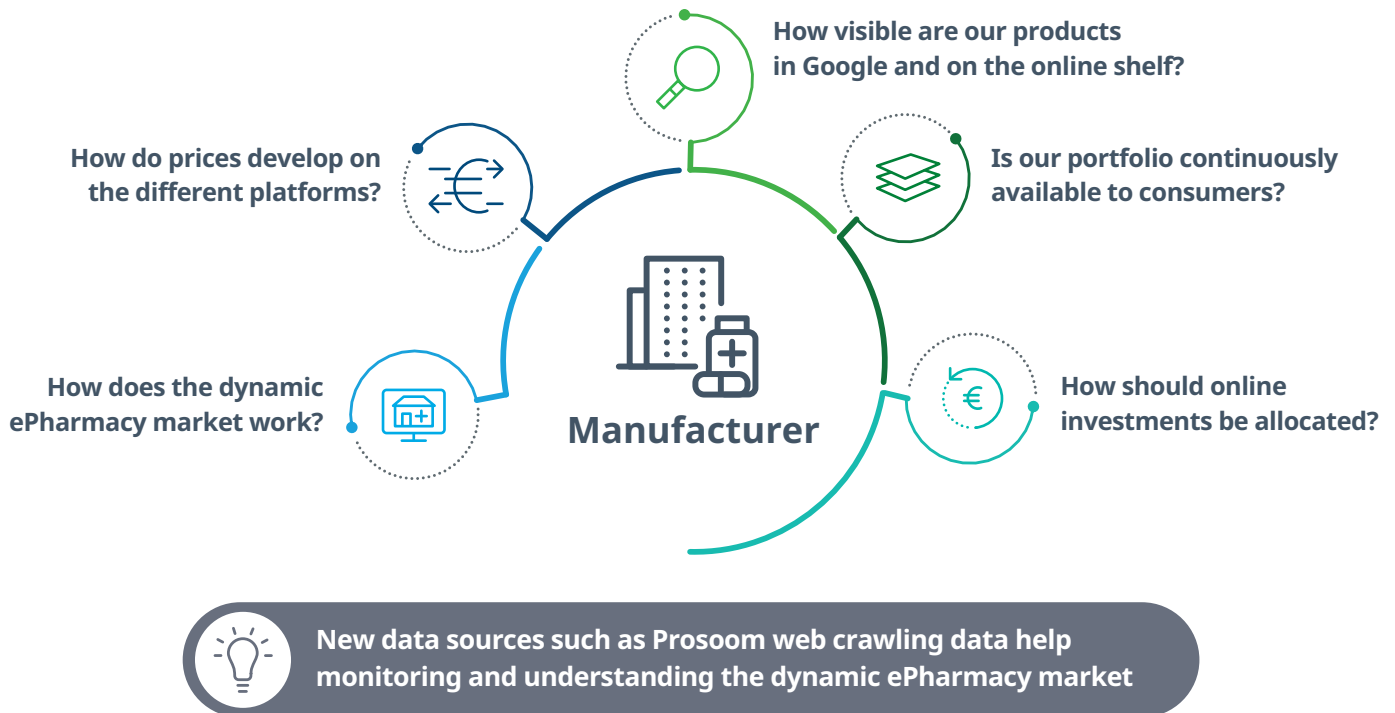 How visible are our products
in Google and on the online shelf?
How do prices develop on
the different platforms?
Is our portfolio continuously
available to consumers?
How does the dynamic
ePharmacy market work?
How should online
investments be allocated?
Manufacturer
New data sources such as Prosoom web crawling data help
monitoring and understanding the dynamic ePharmacy market